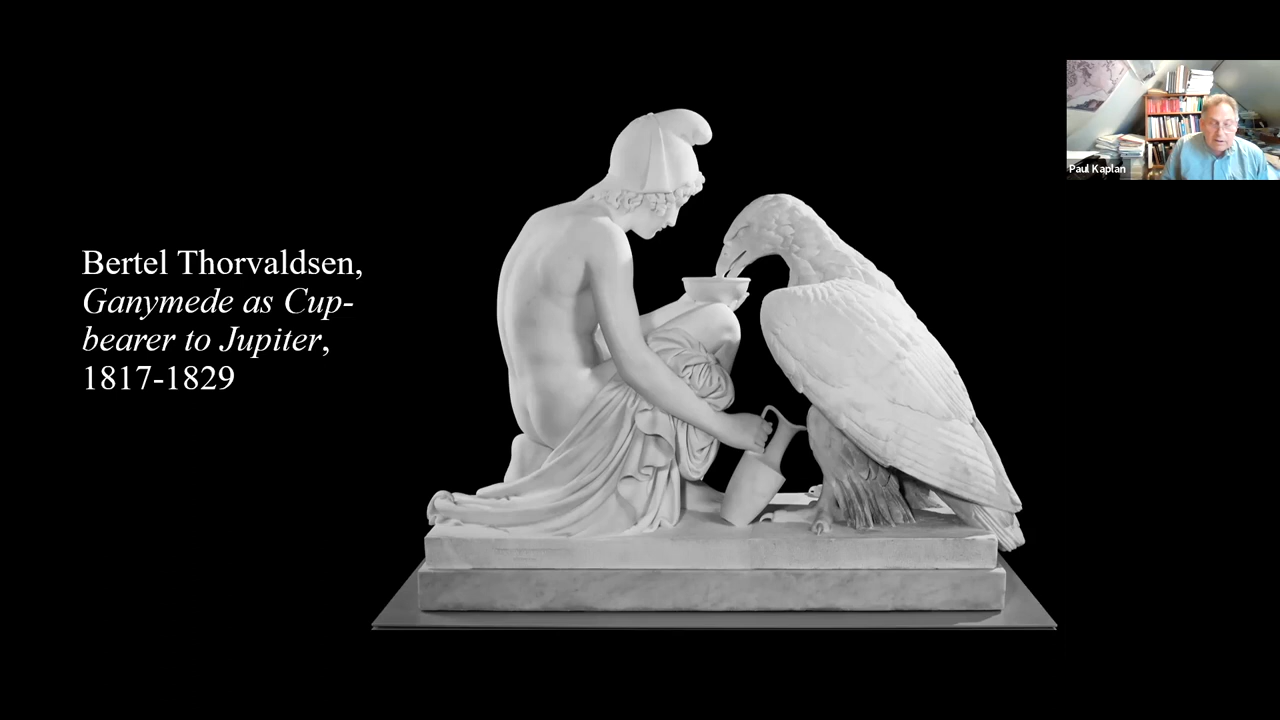 Bertel Thorvaldsen,
Ganymede as Cup-
bearer to Jupiter,
1817-1829
Paul Kaplan